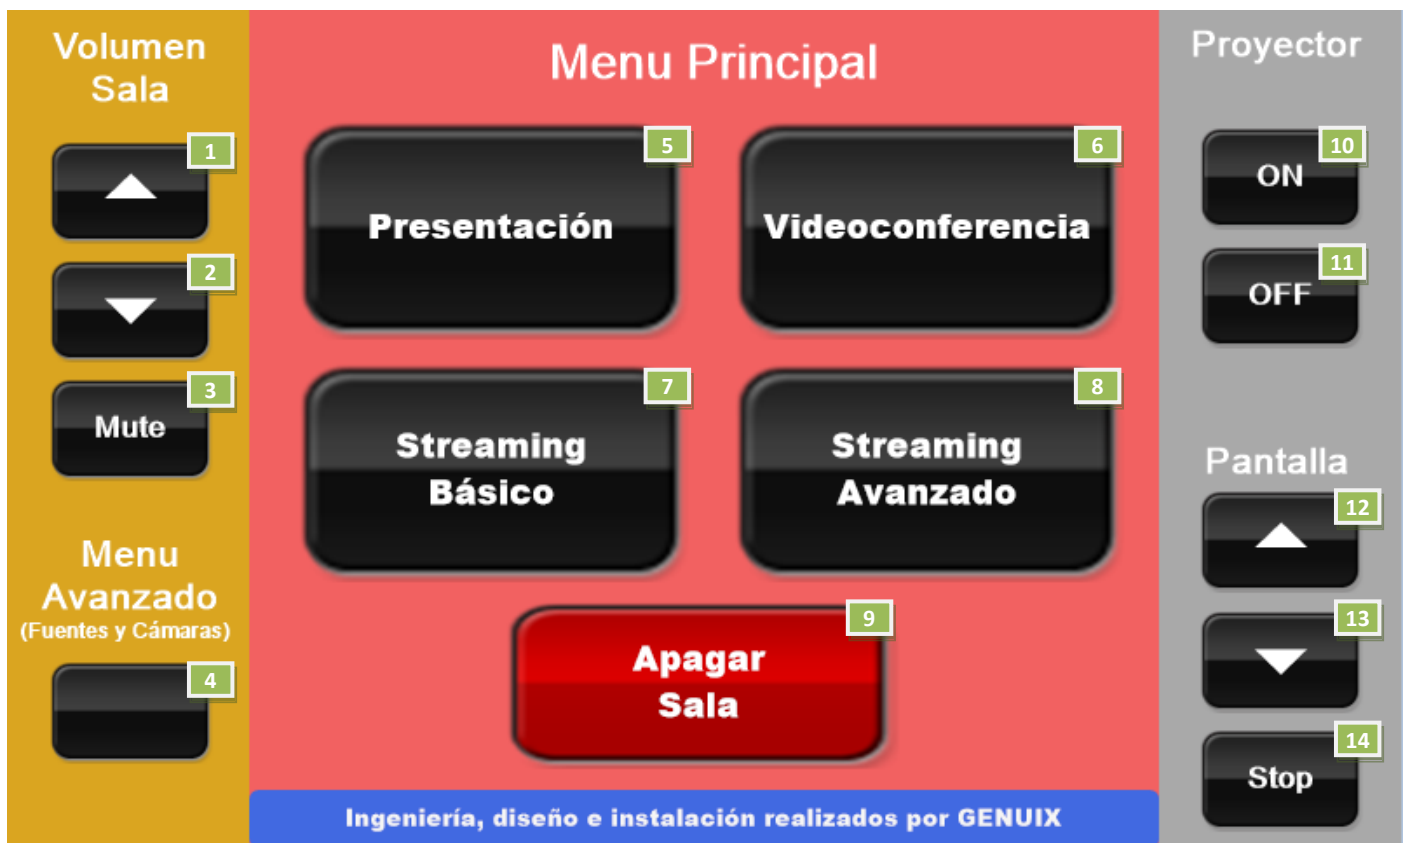 Volumen
Sala
1
2
3
Mute
Menu
Avanzado
(Fuentes y Cámaras)
4
Menu Principal
5
Presentación
6
Videoconferencia
7
Streaming
Básico
8
Streaming
Avanzado
9
Apagar
Sala
Ingeniería, diseño e instalación realizados por GENUIX
Proyector
10
ON
11
OFF
Pantalla
12
13
14
Stop